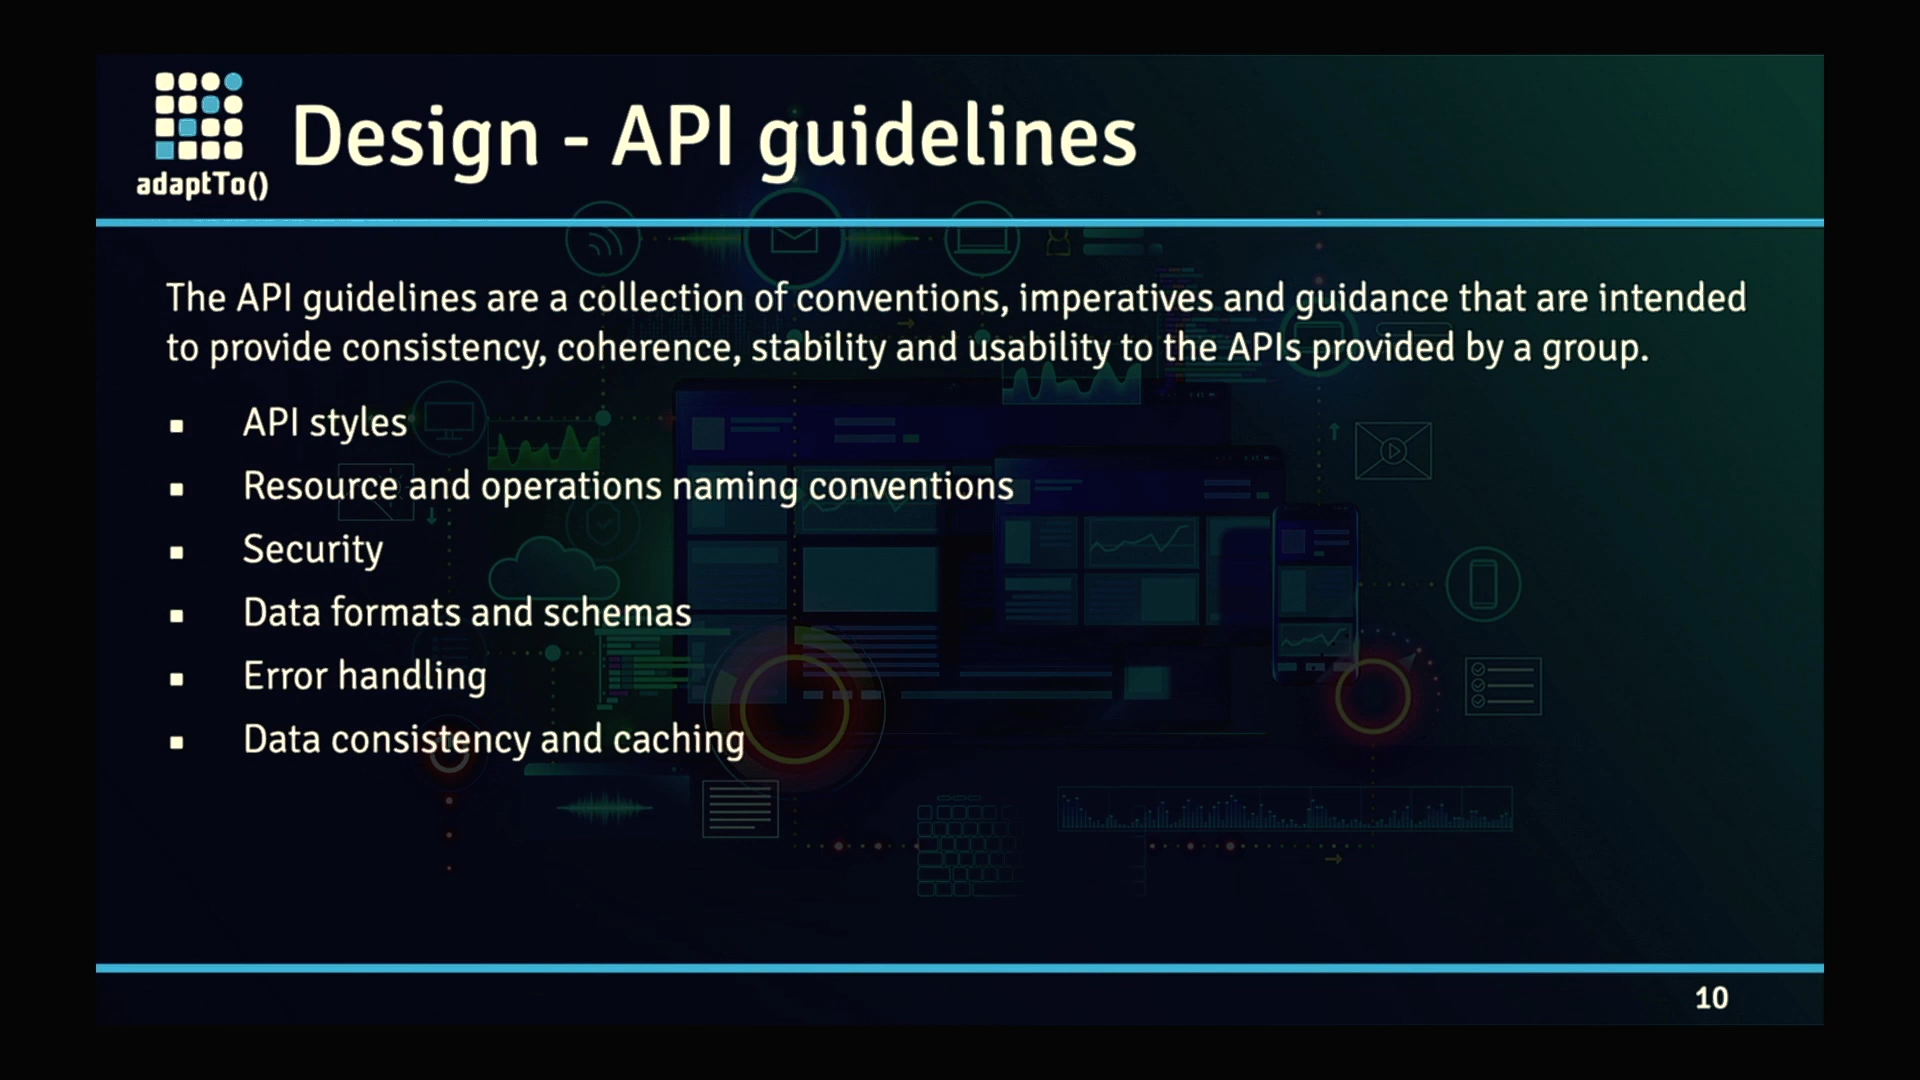 adaptTo()
Design - API guidelines
The API guidelines are a collection of conventions, imperatives and guidance that are intended
to provide consistency, coherence, stability and usability to the APIs provided by a group.
▪ API styles
▪ Resource and operations naming conventions
▪ Security
▪ Data formats and schemas
▪ Error handling
▪ Data consistency and caching
10